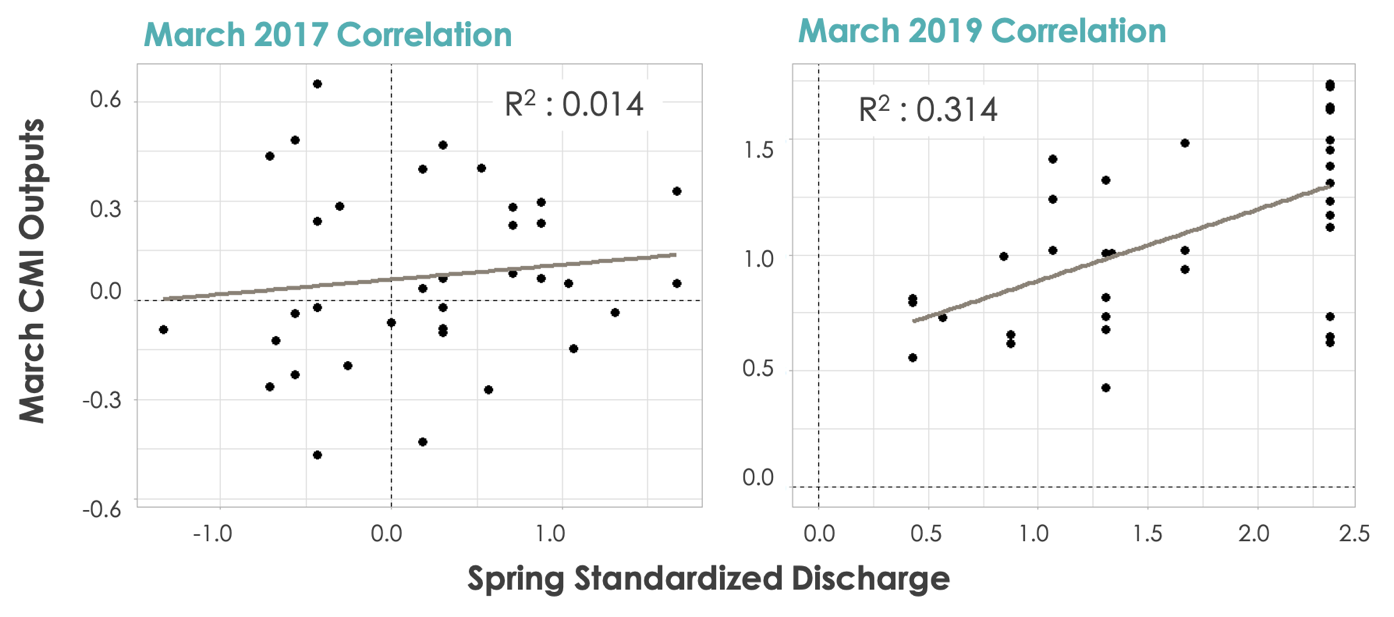 March 2017 Correlation
March 2019 Correlation
R² : 0.014
R² : 0.314
March CMI Outputs
0.6
0.3
0.0
-0.3
-0.6
-1.0 0.0 1.0
1.5
1.0
0.5
0.0
0.0 0.5 1.0 1.5 2.0 2.5
Spring Standardized Discharge